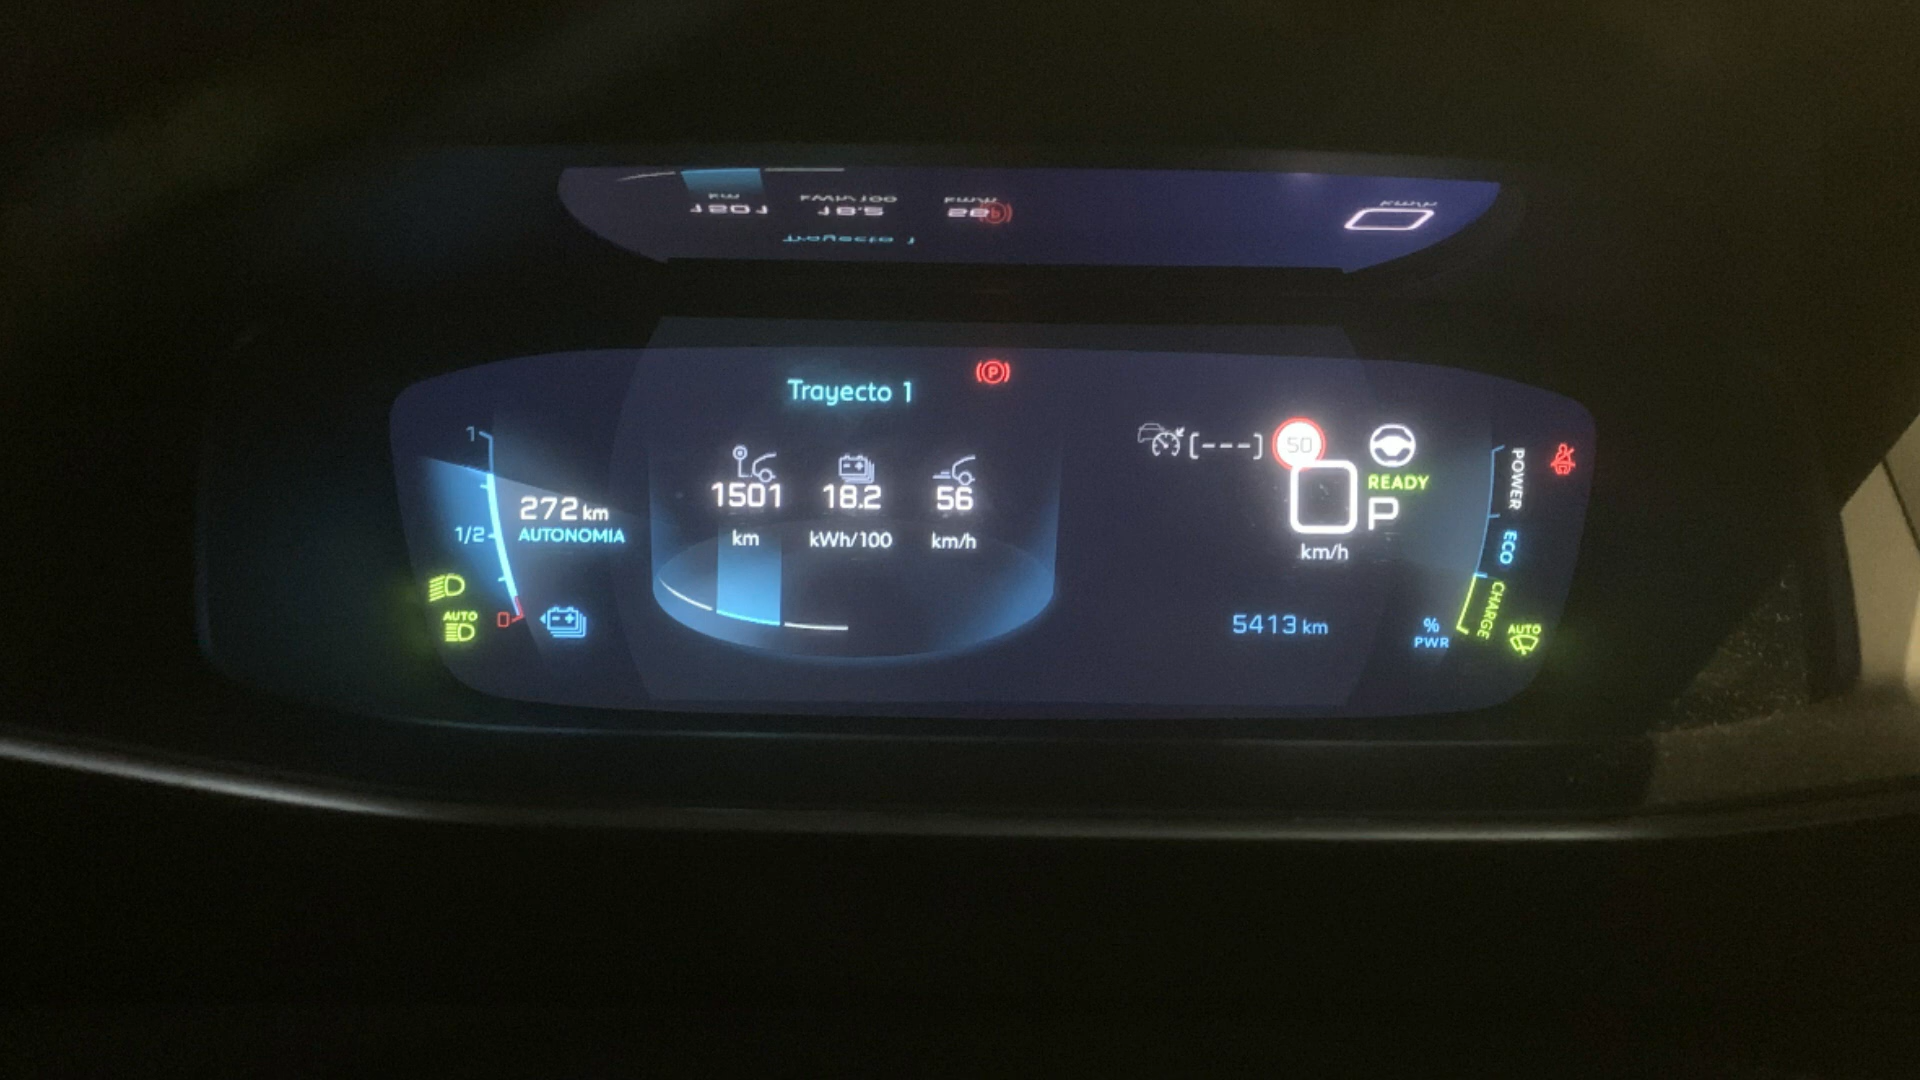 Trayecto 1
1501 18.2 56
km kWh/100 km/h
1
272 km
1/2 AUTONOMIA
AUTO
0
[---] 50
READY
0 P
km/h
5413 km
POWER
ECO
CHARGE
%
PWR
AUTO